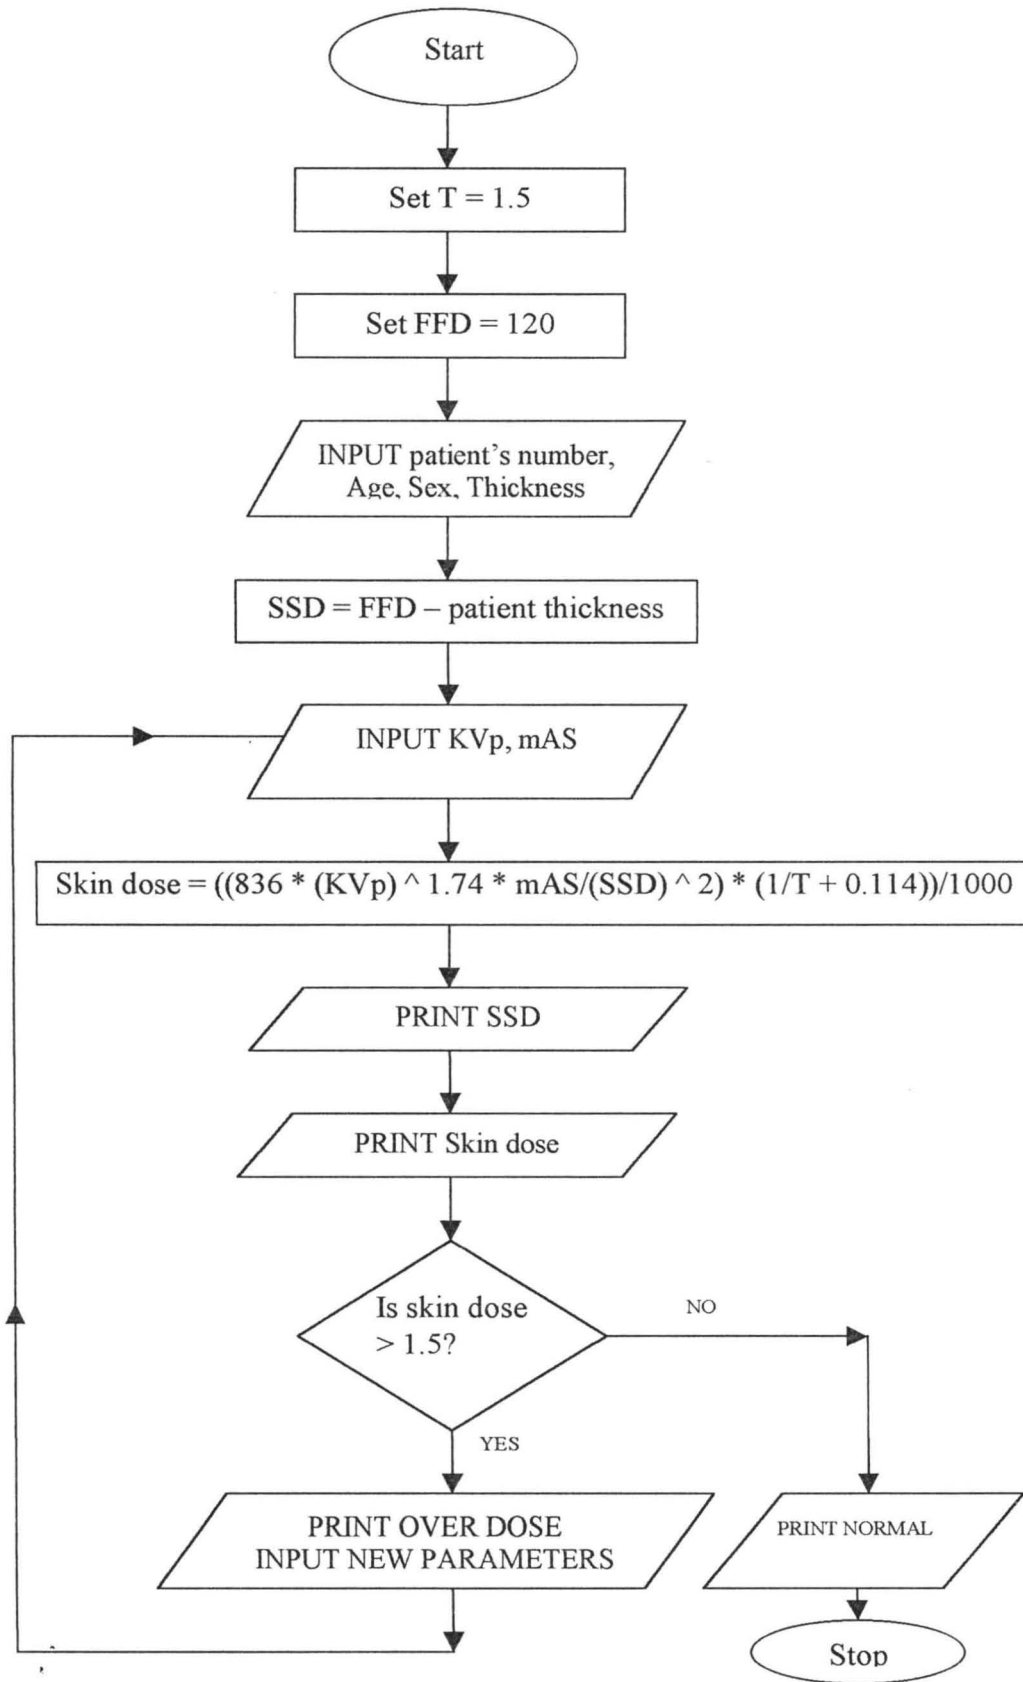 Start
Set T = 1.5
Set FFD = 120
INPUT patient's number,
Age, Sex, Thickness
SSD = FFD – patient thickness
INPUT KVp, mAS
Skin dose = ((836 * (KVp) ^ 1.74 * mAS/(SSD) ^ 2) * (1/T + 0.114))/1000
PRINT SSD
PRINT Skin dose
Is skin dose
> 1.5?
NO
YES
PRINT OVER DOSE
INPUT NEW PARAMETERS
PRINT NORMAL
Stop